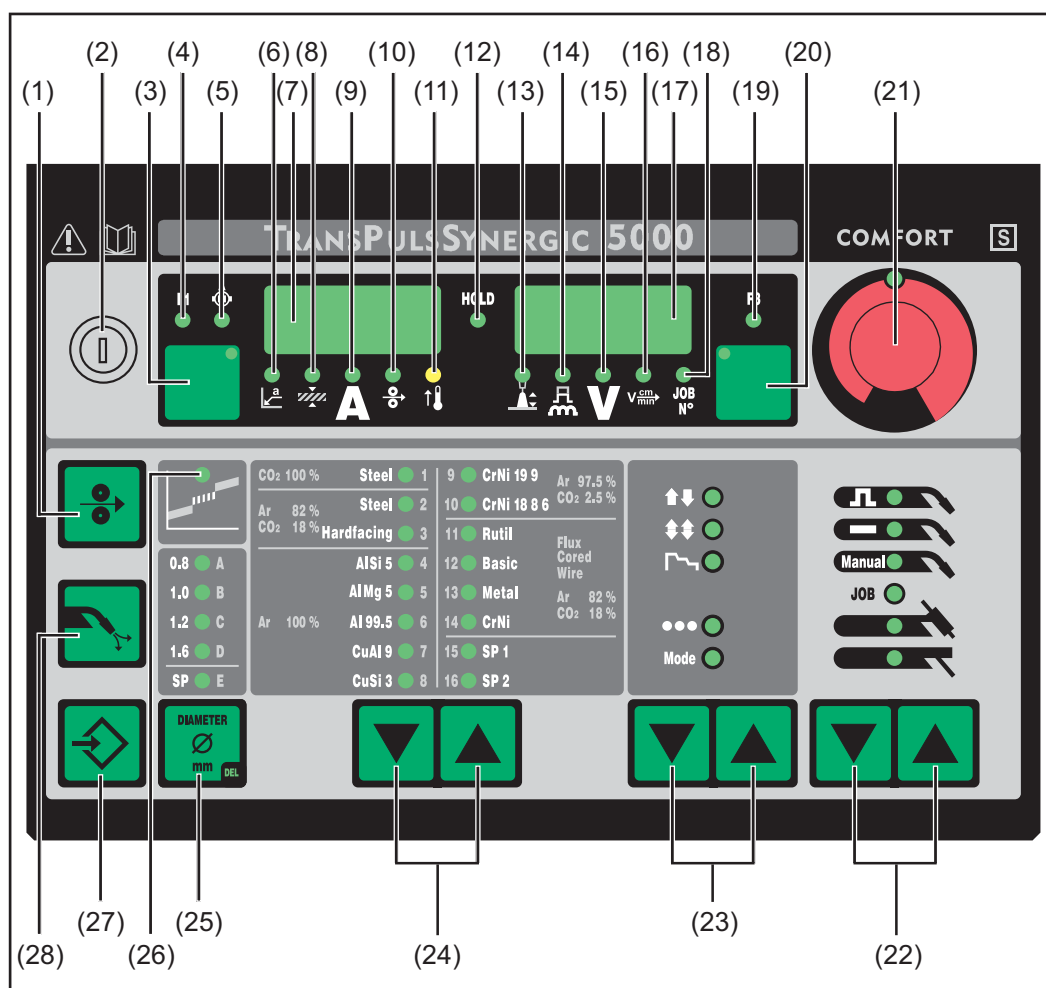 (2) (4) (6) (8) (10) (12) (14) (16) (18) (20)
(1) (3) (5) (7) (9) (11) (13) (15) (17) (19) (21)
TRANSPULSSYNERGIC 5000
COMFORT S
HOLD
a
A
V
V cm/min
JOB N°
CO2 100 % Steel 1
Ar 82 % CO2 18 %
Steel 2
Hardfacing 3
Ar 100 %
AlSi 5 4
AlMg 5 5
Al 99.5 6
CuAl 9 7
CuSi 3 8
9 CrNi 19 9
10 CrNi 18 8 6
Ar 97.5 % CO2 2.5 %
11 Rutil
12 Basic
13 Metal
14 CrNi
Flux Cored Wire
Ar 82 % CO2 18 %
15 SP 1
16 SP 2
0.8 A
1.0 B
1.2 C
1.6 D
SP E
Mode
Manual
JOB
DIAMETER
Ø
mm DEL
(27) (25) (23)
(28) (26) (24) (22)